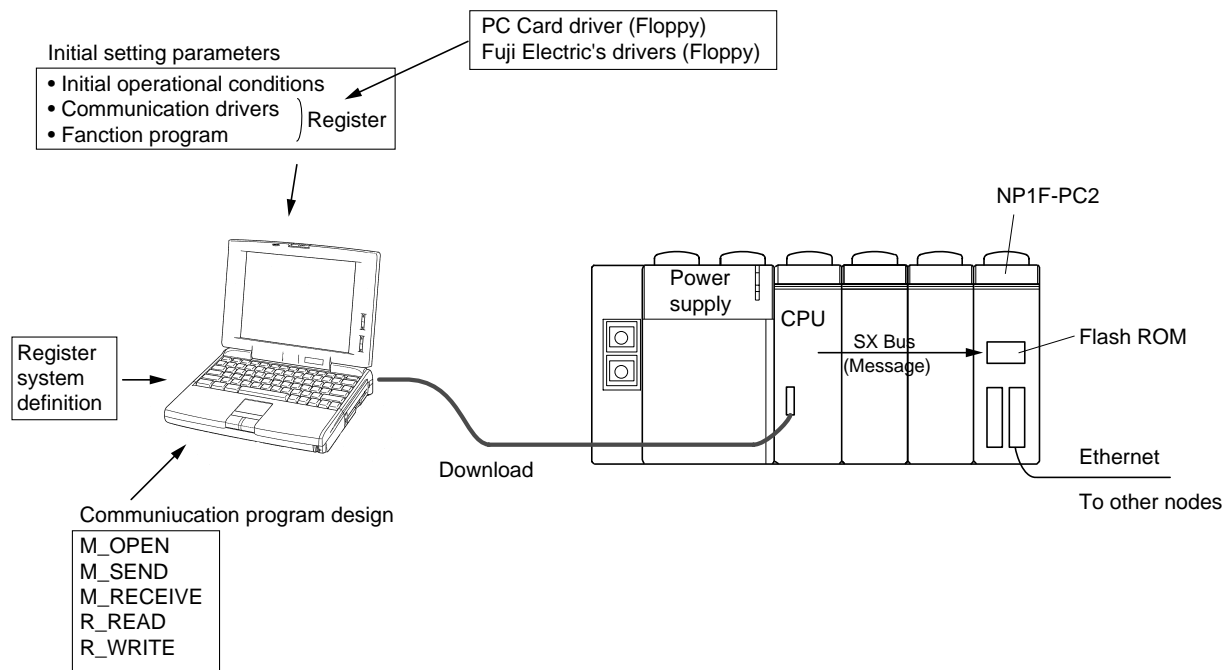 PC Card driver (Floppy)
Fuji Electric's drivers (Floppy)
Initial setting parameters
• Initial operational conditions
• Communication drivers
• Fanction program
Register
NP1F-PC2
Power
supply
CPU
SX Bus
(Message)
Flash ROM
Register
system
definition
Download
Ethernet
To other nodes
Communiucation program design
M_OPEN
M_SEND
M_RECEIVE
R_READ
R_WRITE